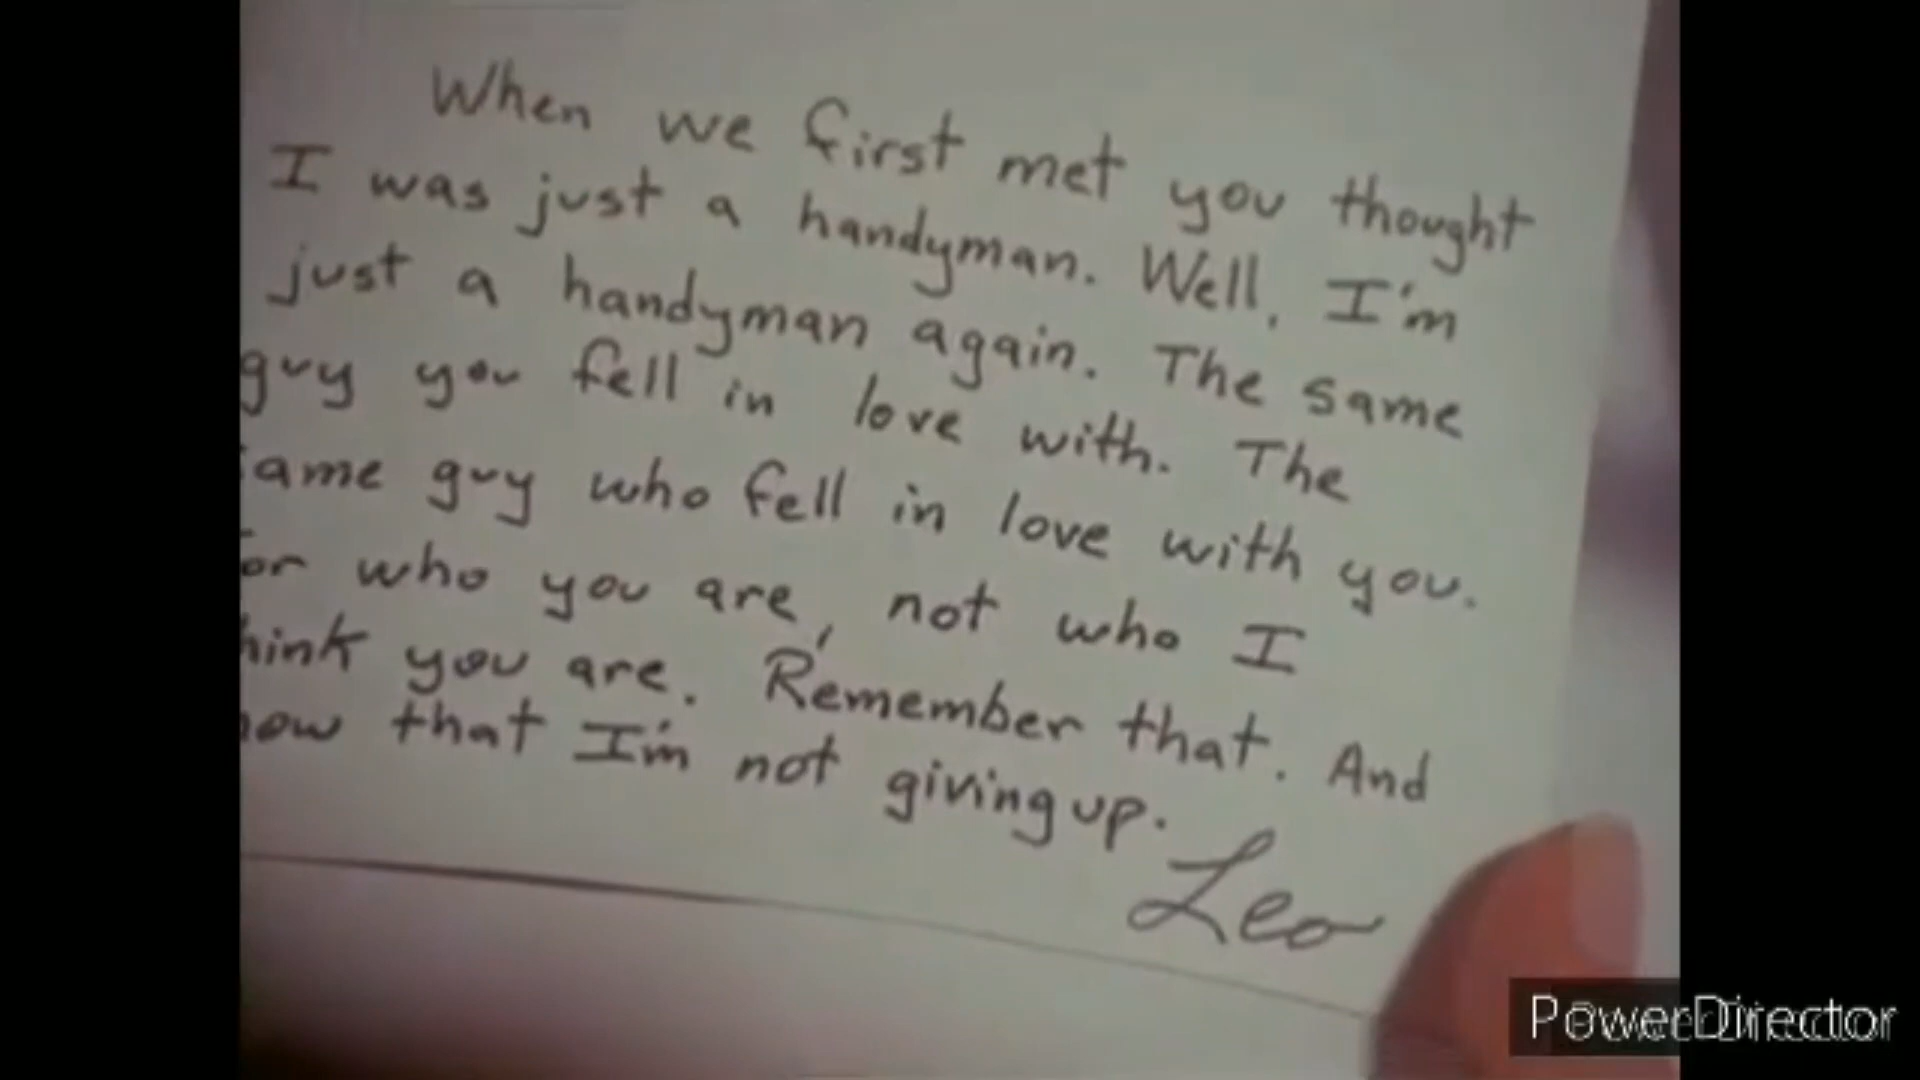 When we first met you thought
I was just a handyman. Well, I'm
just a handyman again. The same
guy you fell in love with. The
ame guy who fell in love with you.
or who you are, not who I
hink you are. Remember that. And
now that I'm not giving up.
Leo
PowerDirector